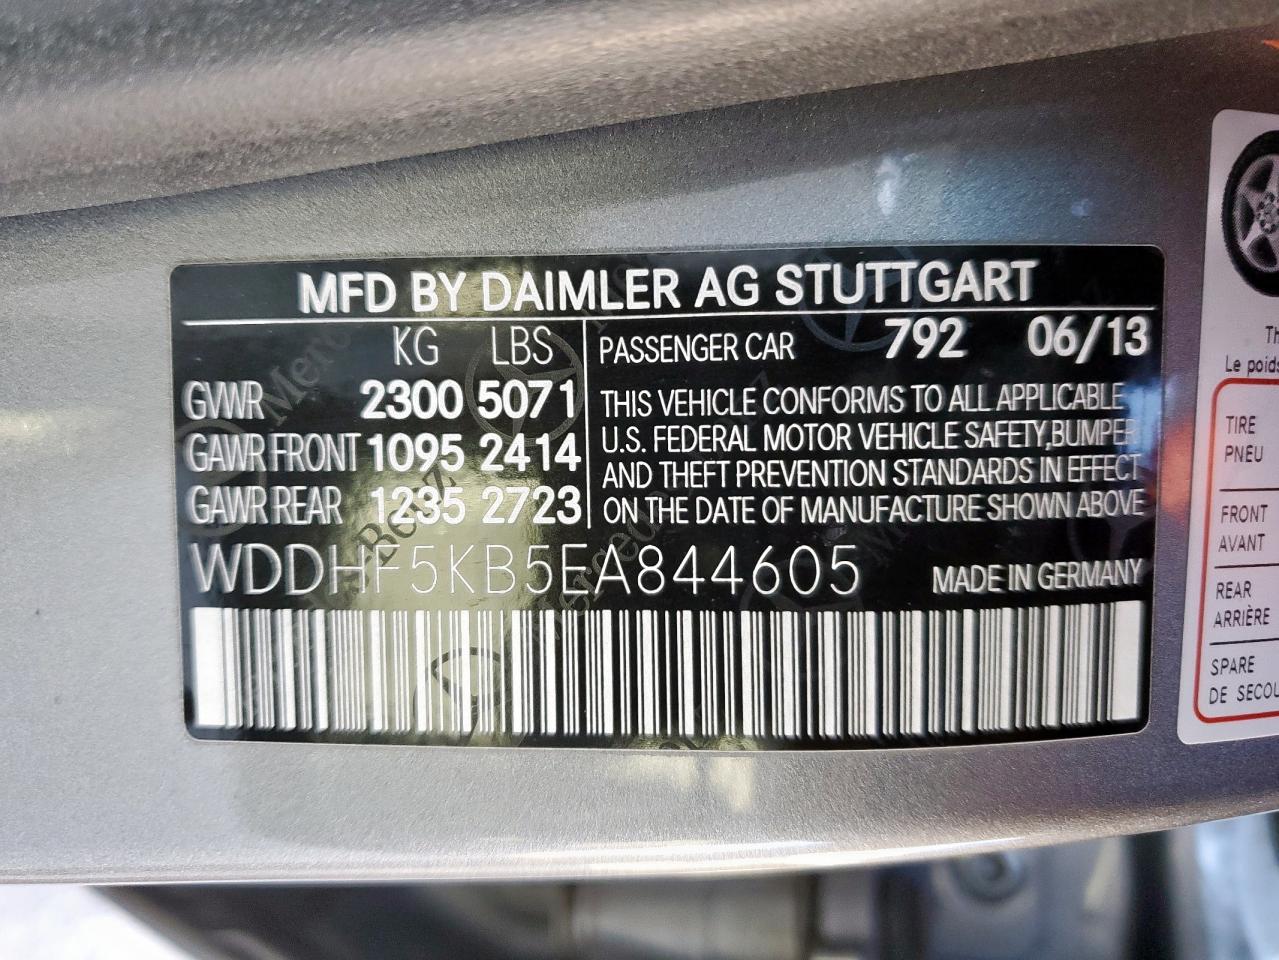 MFD BY DAIMLER AG STUTTGART
KG LBS
GVWR 2300 5071
GAWR FRONT 1095 2414
GAWR REAR 1235 2723
PASSENGER CAR 792 06/13
THIS VEHICLE CONFORMS TO ALL APPLICABLE
U.S. FEDERAL MOTOR VEHICLE SAFETY, BUMPER
AND THEFT PREVENTION STANDARDS IN EFFECT
ON THE DATE OF MANUFACTURE SHOWN ABOVE
WDDHF5KB5EA844605 MADE IN GERMANY
Le poids
TIRE
PNEU
FRONT
AVANT
REAR
ARRIÈRE
SPARE
DE